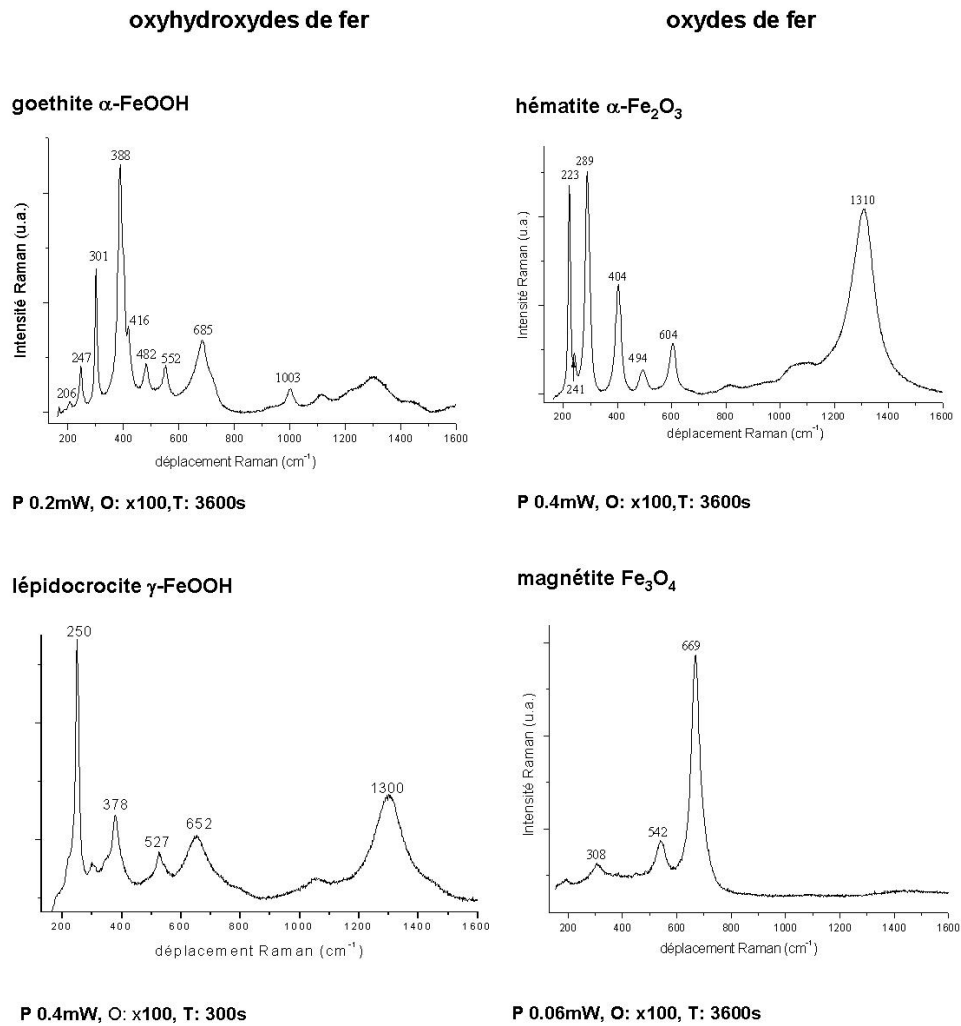 oxyhydroxydes de fer
oxydes de fer
goethite α-FeOOH
Intensité Raman (u.a.)
206
247
301
388
416
482
552
685
1003
200 400 600 800 1000 1200 1400 1600
déplacement Raman (cm⁻¹)
P 0.2mW, O: x100,T: 3600s
hématite α-Fe₂O₃
Intensité Raman (u.a.)
223
241
289
404
494
604
1310
200 400 600 800 1000 1200 1400 1600
déplacement Raman (cm⁻¹)
P 0.4mW, O: x100,T: 3600s
lépidocrocite γ-FeOOH
250
378
527
652
1300
200 400 600 800 1000 1200 1400 1600
déplacement Raman (cm⁻¹)
P 0.4mW, O: x100, T: 300s
magnétite Fe₃O₄
Intensité Raman (u.a.)
308
542
669
200 400 600 800 1000 1200 1400 1600
déplacement Raman (cm⁻¹)
P 0.06mW, O: x100, T: 3600s